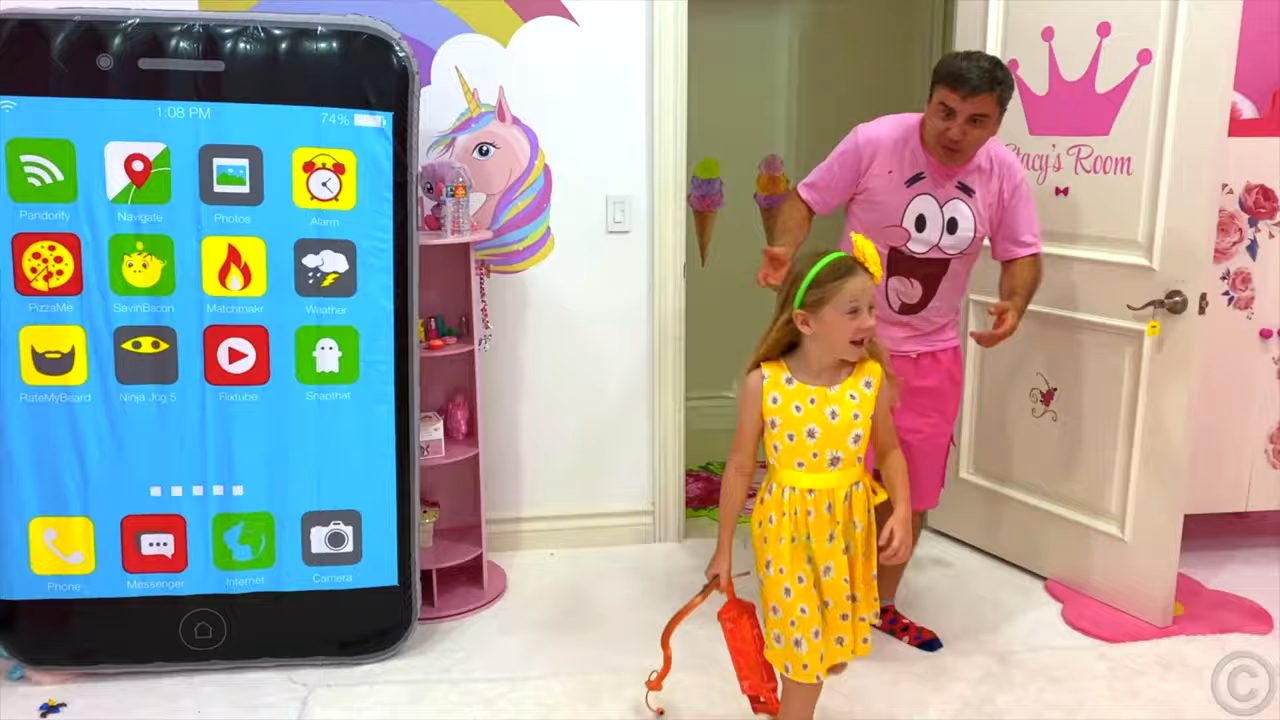 1:08 PM
74%
Pandorify
Navigate
Photos
Alarm
PizzaMe
SavinBacon
Matchmakr
Weather
RateMyBeard
Ninja Jog 5
Flixtube
Snapthat
Phone
Messenger
Internet
Camera
Stacy's Room
©